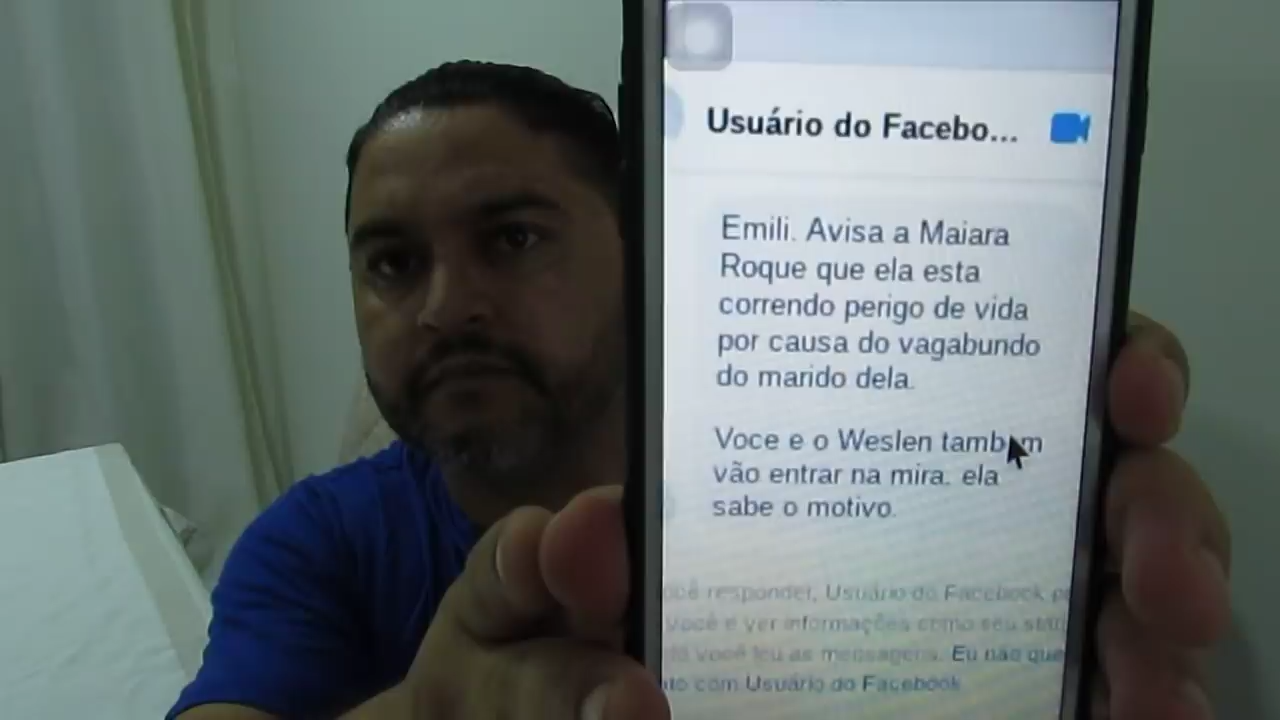 Usuário do Facebo...
Emili. Avisa a Maiara
Roque que ela esta
correndo perigo de vida
por causa do vagabundo
do marido dela.
Voce e o Weslen tambem
vão entrar na mira. ela
sabe o motivo.
responder, Usuário do Facebook
você e ver informações como seu
você leu as mensagens. Eu não que
com Usuário do Facebook